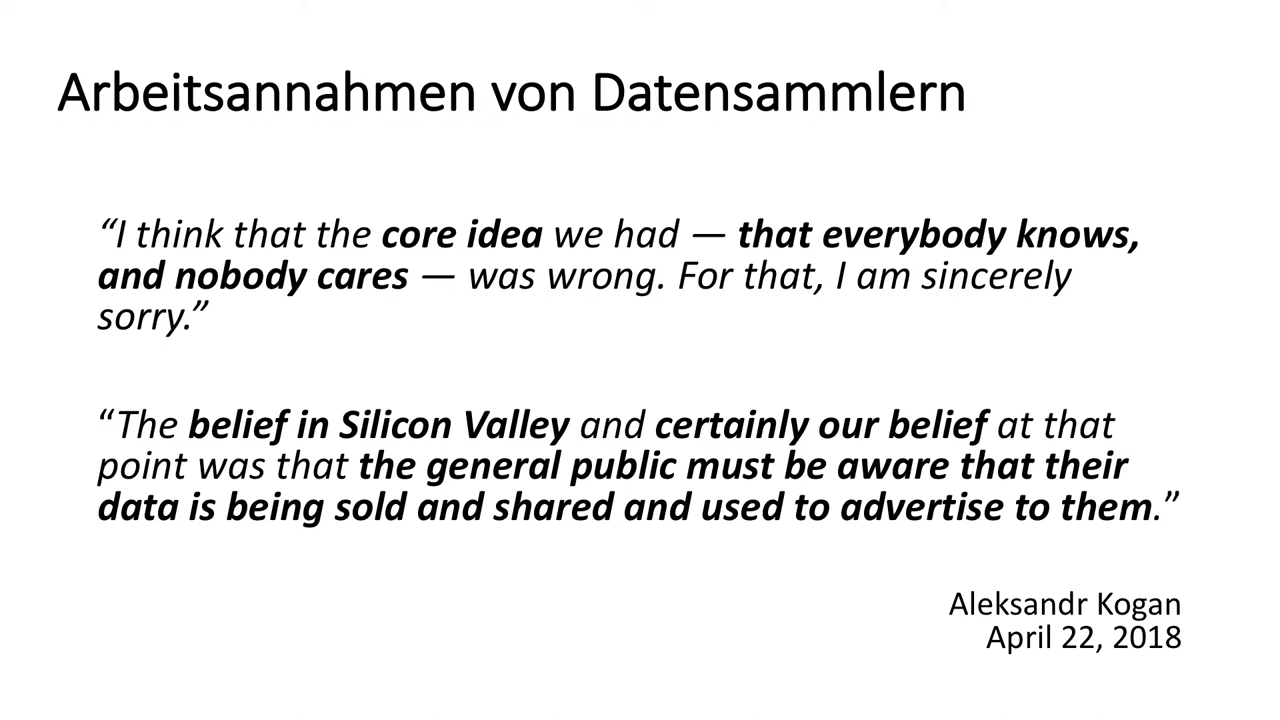 Arbeitsannahmen von Datensammlern
“I think that the core idea we had — that everybody knows,
and nobody cares — was wrong. For that, I am sincerely
sorry.”
“The belief in Silicon Valley and certainly our belief at that
point was that the general public must be aware that their
data is being sold and shared and used to advertise to them.”
Aleksandr Kogan
April 22, 2018